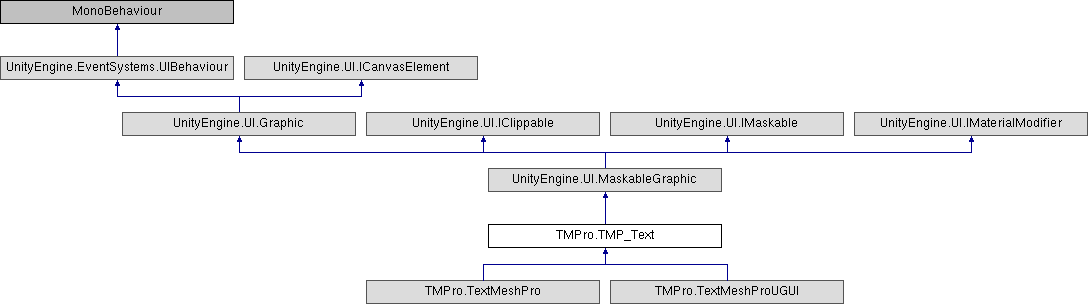 MonoBehaviour
UnityEngine.EventSystems.UIBehaviour
UnityEngine.UI.ICanvasElement
UnityEngine.UI.Graphic
UnityEngine.UI.IClippable
UnityEngine.UI.IMaskable
UnityEngine.UI.IMaterialModifier
UnityEngine.UI.MaskableGraphic
TMPro.TMP_Text
TMPro.TextMeshPro
TMPro.TextMeshProUGUI